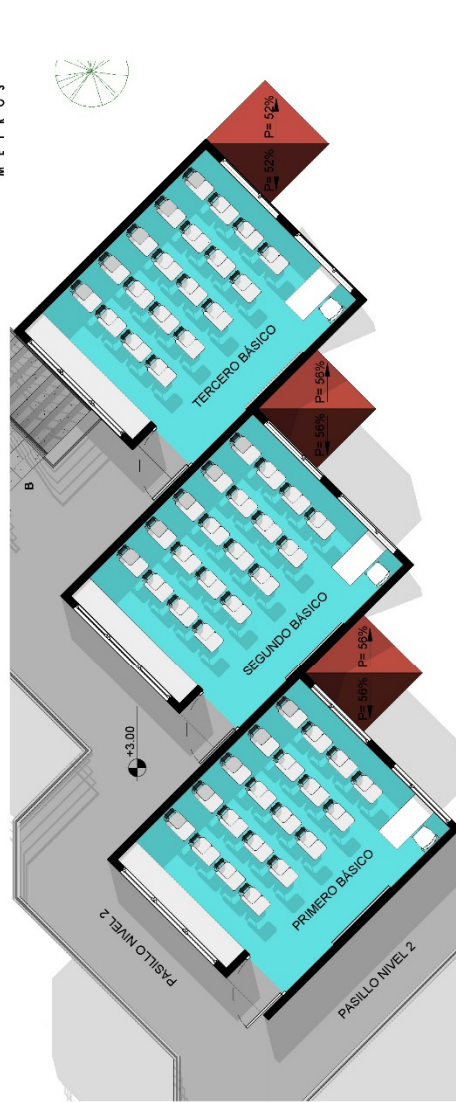 METROS
P= 52%
P= 52%
TERCERO BÁSICO
P= 56%
P= 56%
B
SEGUNDO BÁSICO
P= 56%
P= 56%
+3.00
PRIMERO BÁSICO
PASILLO NIVEL 2
PASILLO NIVEL 2